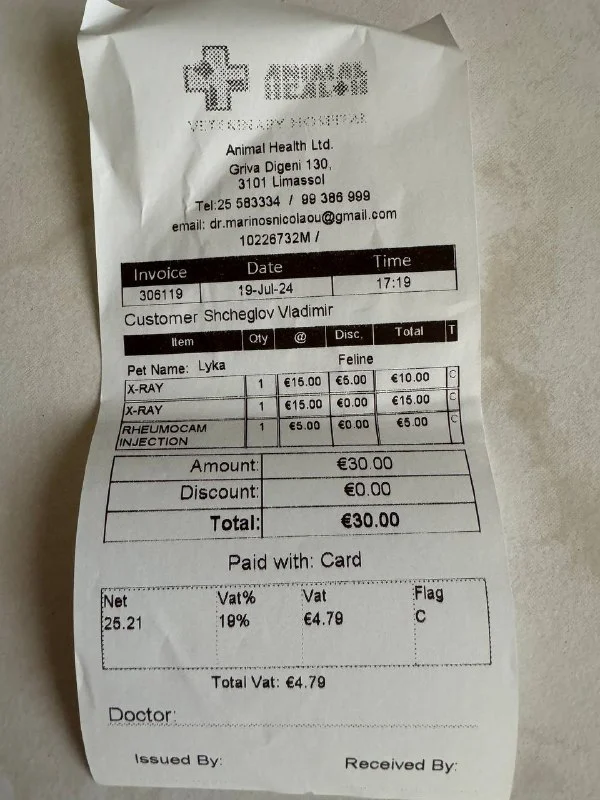 ANIMAL
HEALTH
VETERINARY HOSPITAL
Animal Health Ltd.
Griva Digeni 130,
3101 Limassol
Tel:25 583334 / 99 386 999
email: dr.marinosnicolaou@gmail.com
10226732M /
Invoice Date Time
306119 19-Jul-24 17:19
Customer Shcheglov Vladimir
Item Qty @ Disc, Total T
Pet Name: Lyka Feline
X-RAY 1 €15.00 €5.00 €10.00 C
X-RAY 1 €15.00 €0.00 €15.00 C
RHEUMOCAM 1 €5.00 €0.00 €5.00 C
INJECTION
Amount: €30.00
Discount: €0.00
Total: €30.00
Paid with: Card
Net Vat% Vat Flag
25.21 19% €4.79 C
Total Vat: €4.79
Doctor:
Issued By: Received By: